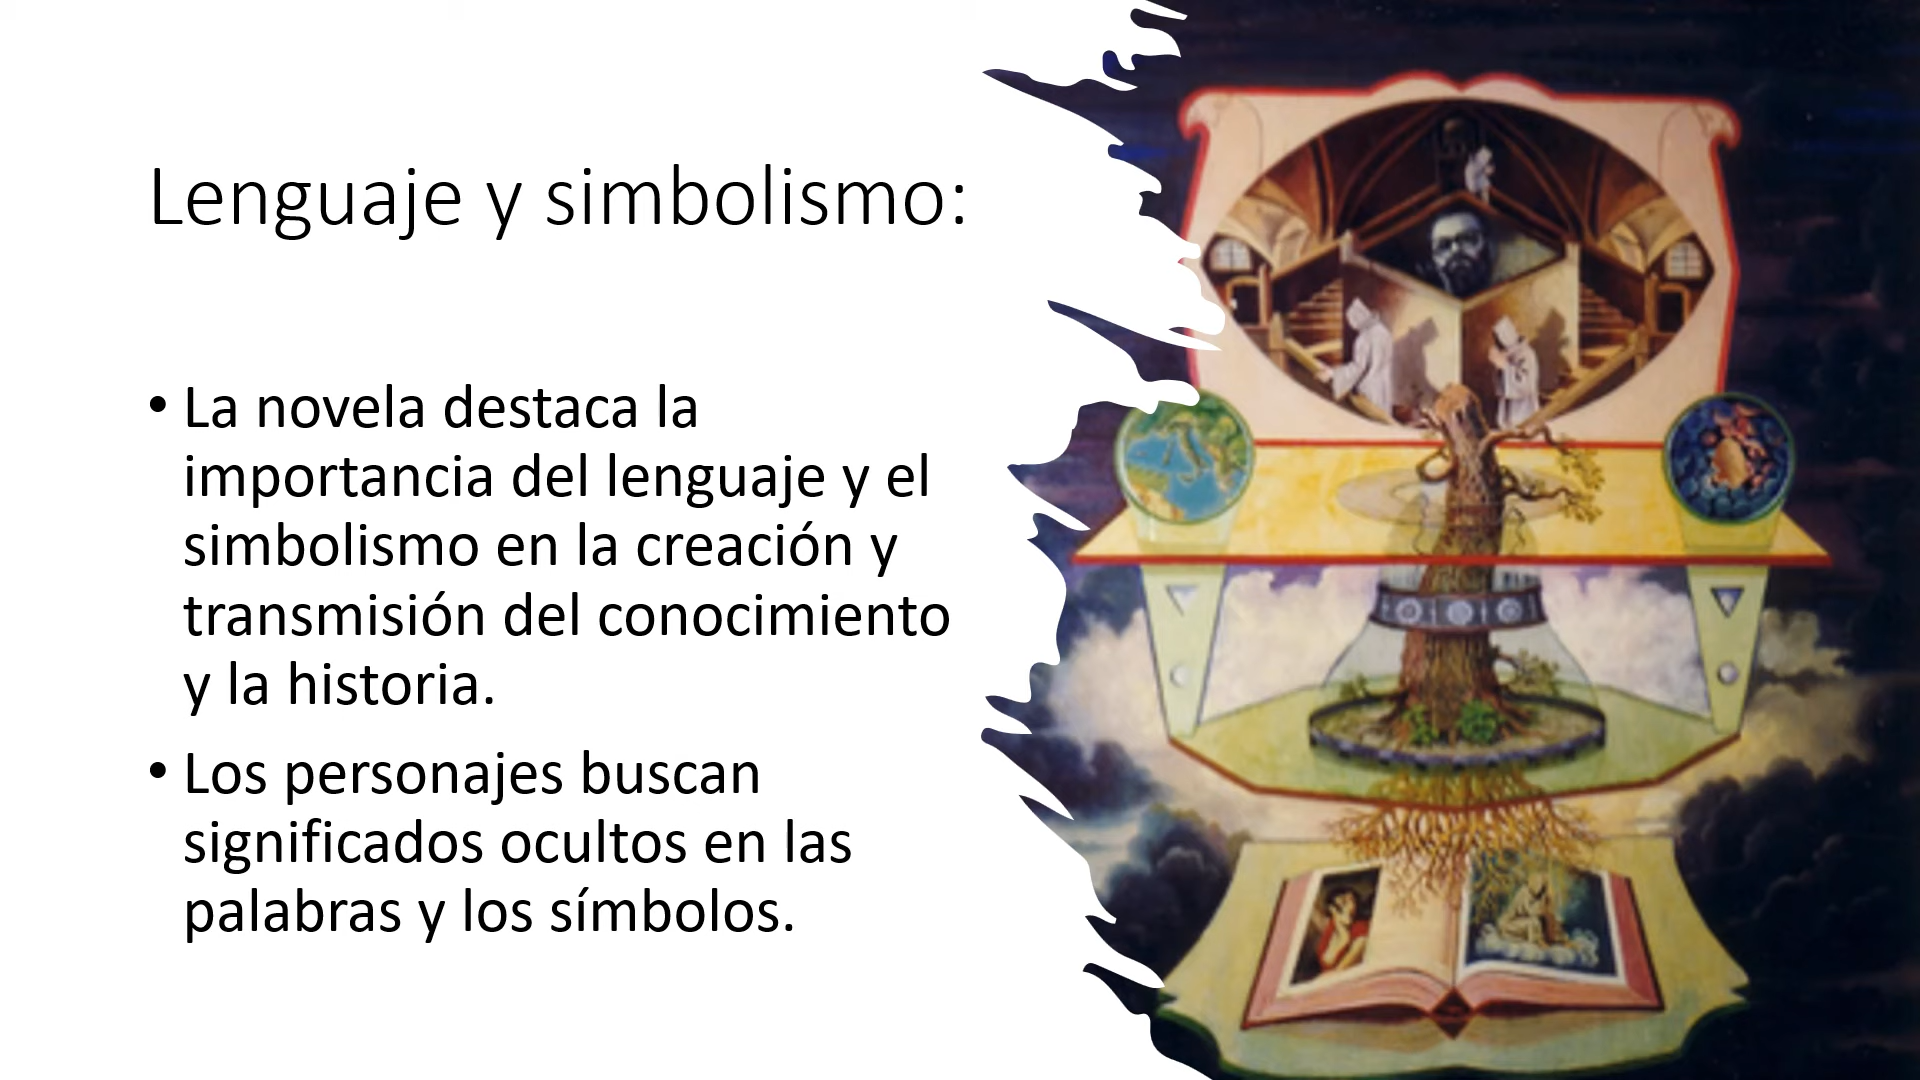 Lenguaje y simbolismo:
• La novela destaca la
importancia del lenguaje y el
simbolismo en la creación y
transmisión del conocimiento
y la historia.
• Los personajes buscan
significados ocultos en las
palabras y los símbolos.